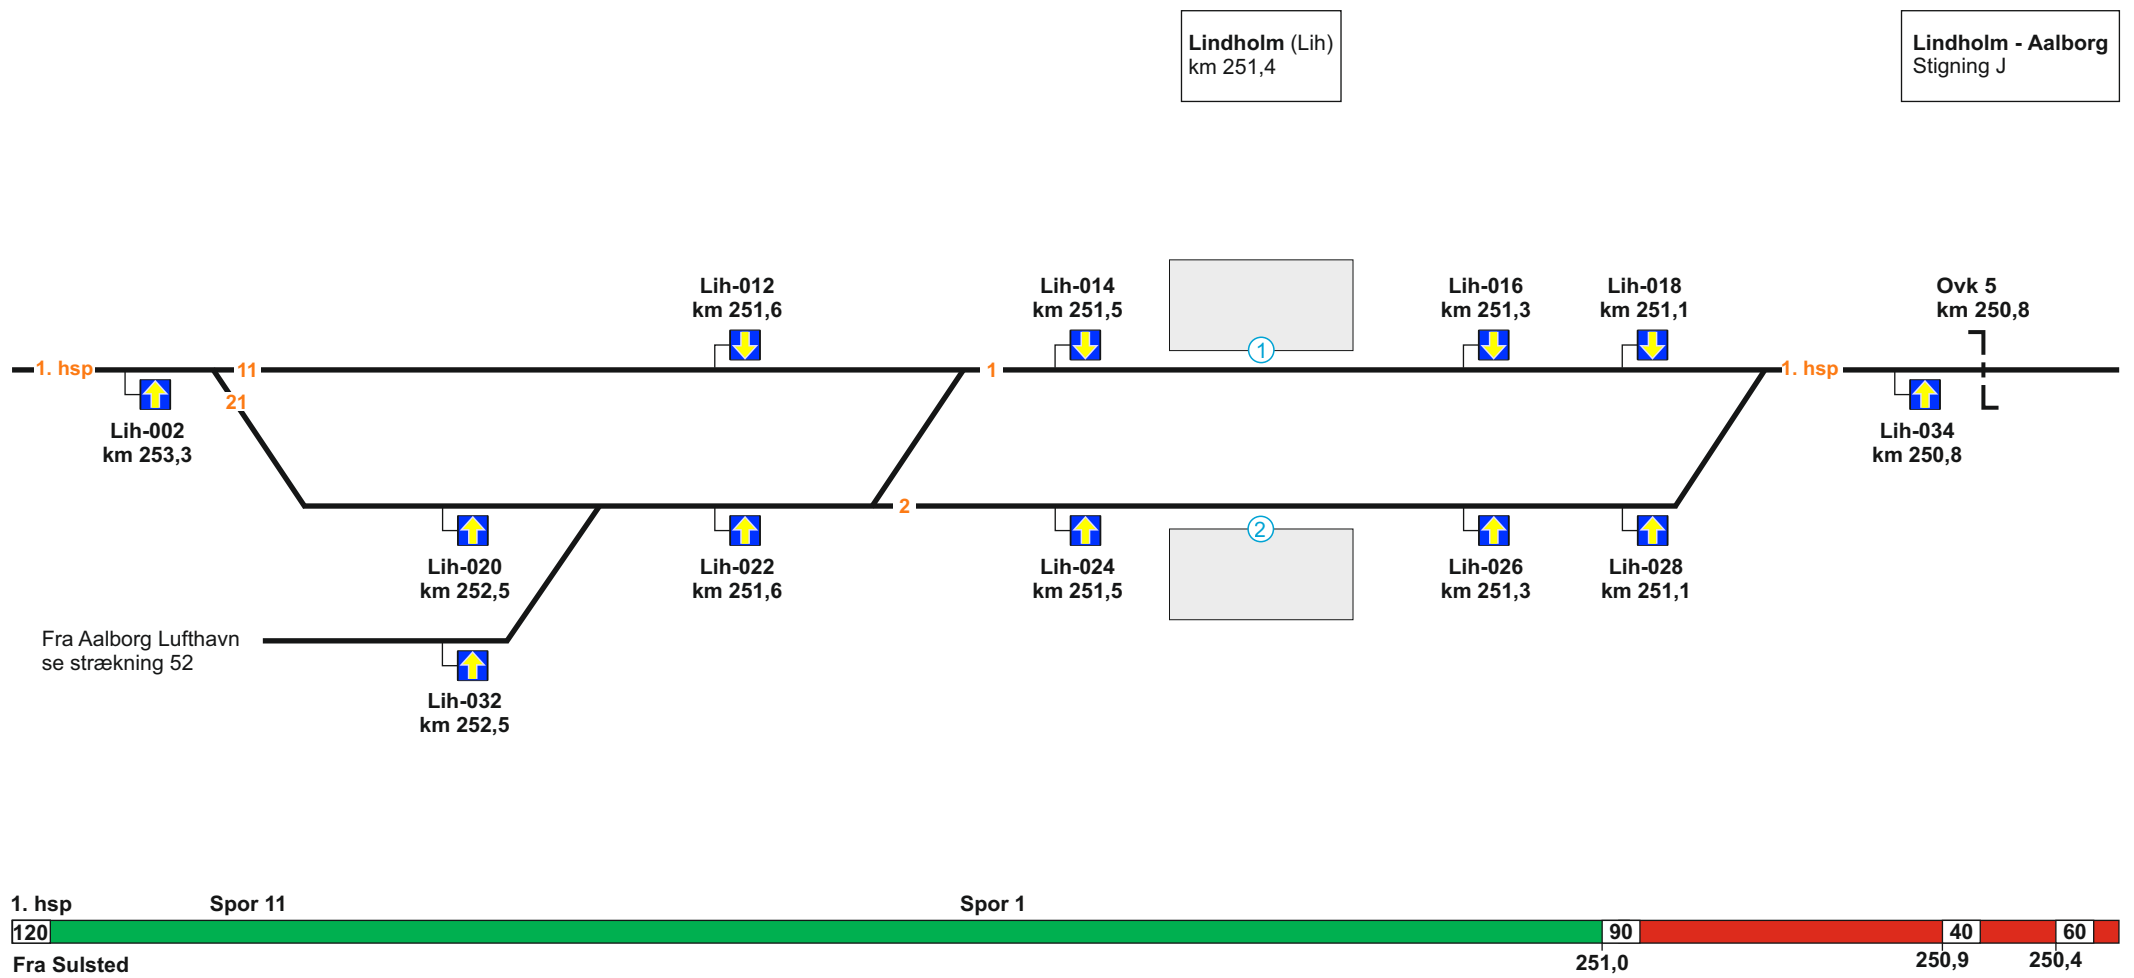 Lindholm (Lih)
km 251,4
Lindholm - Aalborg
Stigning J
Lih-012
km 251,6
Lih-014
km 251,5
Lih-016
km 251,3
Lih-018
km 251,1
Ovk 5
km 250,8
1
1. hsp
11
1
1. hsp
21
Lih-002
km 253,3
Lih-034
km 250,8
2
2
Lih-020
km 252,5
Lih-022
km 251,6
Lih-024
km 251,5
Lih-026
km 251,3
Lih-028
km 251,1
Fra Aalborg Lufthavn
se strækning 52
Lih-032
km 252,5
1. hsp
Spor 11
Spor 1
120
90
40
60
Fra Sulsted
251,0
250,9
250,4